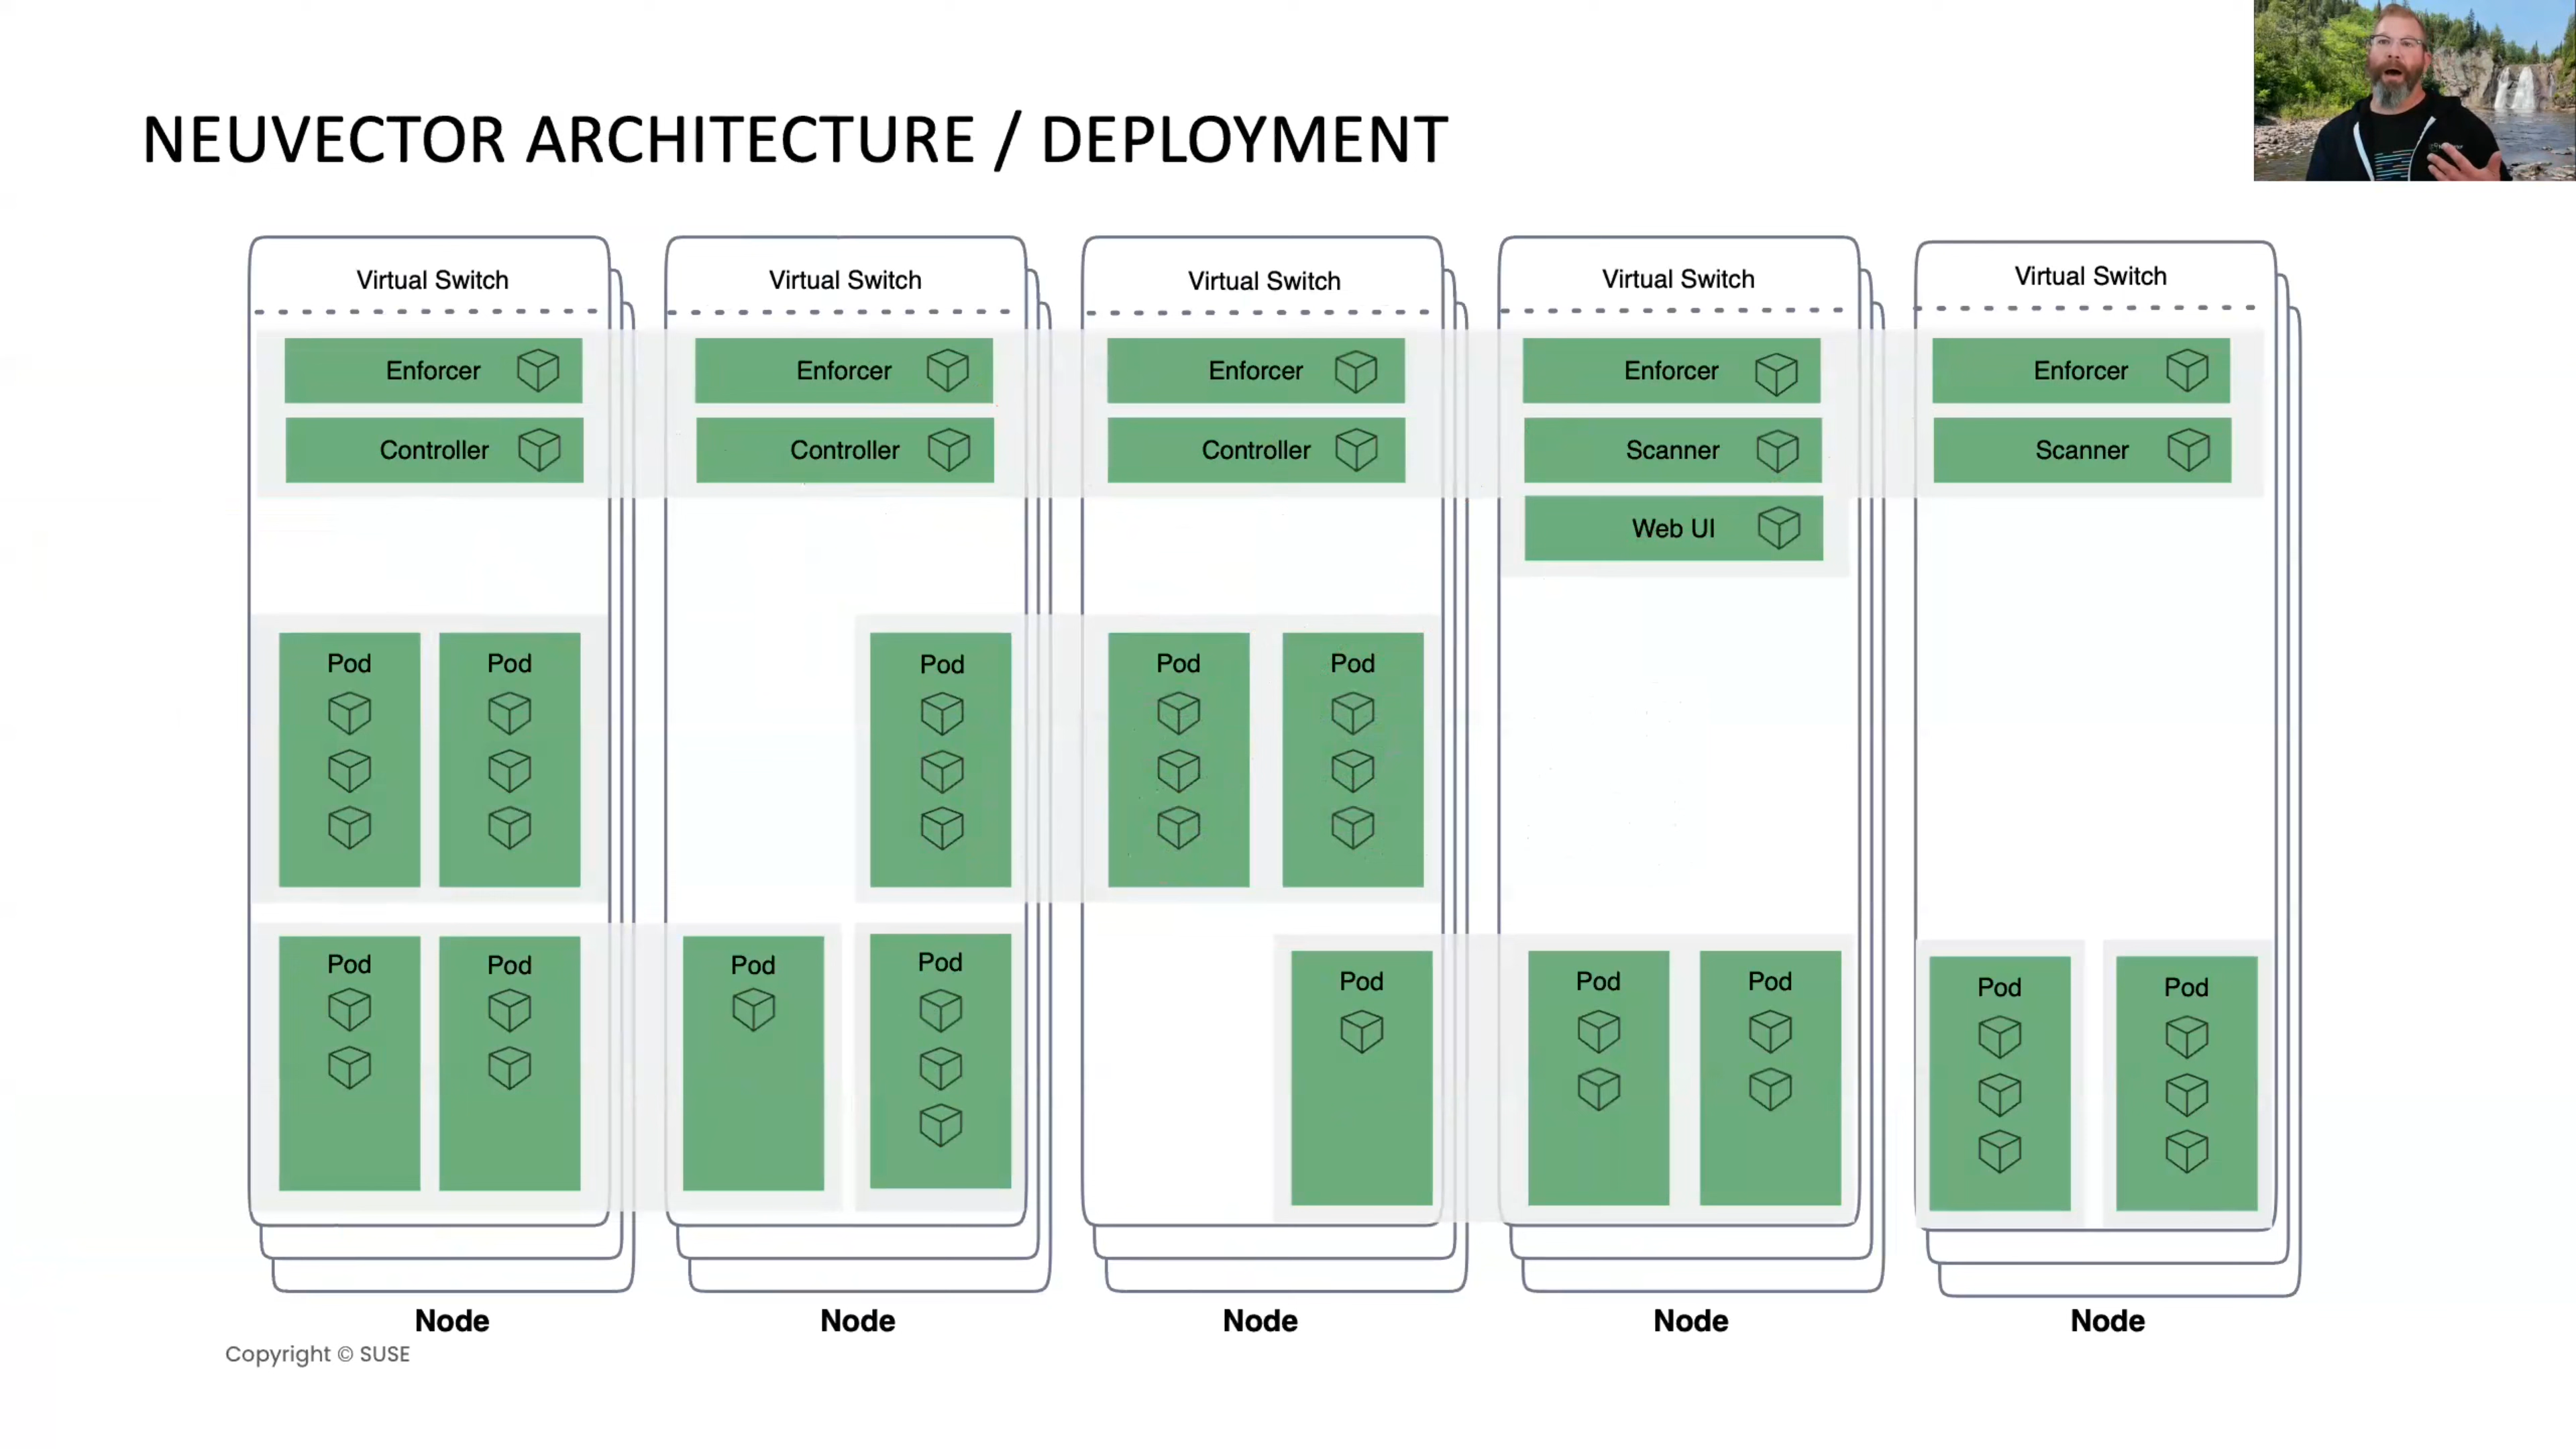 NEUVECTOR ARCHITECTURE / DEPLOYMENT
Virtual Switch
Virtual Switch
Virtual Switch
Virtual Switch
Virtual Switch
Enforcer
Enforcer
Enforcer
Enforcer
Enforcer
Controller
Controller
Controller
Scanner
Scanner
Web UI
Pod
Pod
Pod
Pod
Pod
Pod
Pod
Pod
Pod
Pod
Pod
Pod
Pod
Pod
Node
Node
Node
Node
Node
Copyright © SUSE